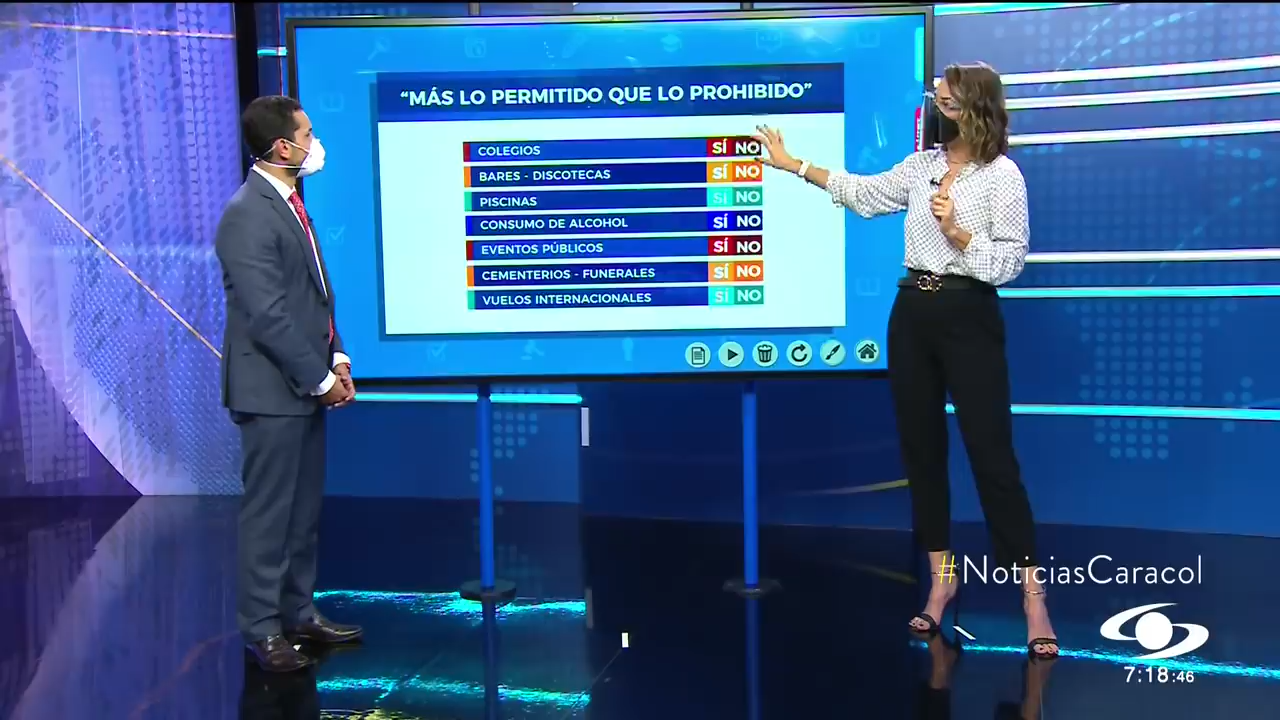 “MÁS LO PERMITIDO QUE LO PROHIBIDO”
COLEGIOS SÍ NO
BARES - DISCOTECAS SÍ NO
PISCINAS SÍ NO
CONSUMO DE ALCOHOL SÍ NO
EVENTOS PÚBLICOS SÍ NO
CEMENTERIOS - FUNERALES SÍ NO
VUELOS INTERNACIONALES SÍ NO
#NoticiasCaracol
7:18:46